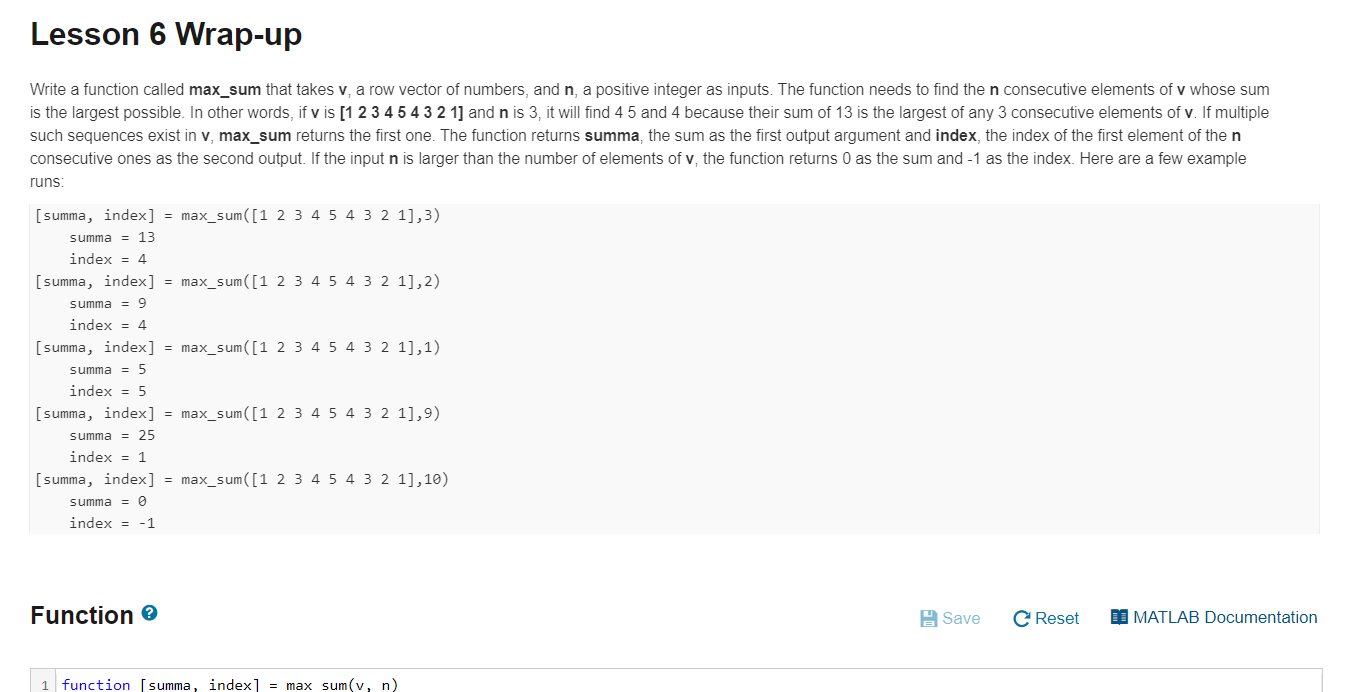 Lesson 6 Wrap-up
Write a function called max_sum that takes v, a row vector of numbers, and n, a positive integer as inputs. The function needs to find the n consecutive elements of v whose sum
is the largest possible. In other words, if v is [1 2 3 4 5 4 3 2 1] and n is 3, it will find 4 5 and 4 because their sum of 13 is the largest of any 3 consecutive elements of v. If multiple
such sequences exist in v, max_sum returns the first one. The function returns summa, the sum as the first output argument and index, the index of the first element of the n
consecutive ones as the second output. If the input n is larger than the number of elements of v, the function returns 0 as the sum and -1 as the index. Here are a few example
runs:
[summa, index] = max_sum([1 2 3 4 5 4 3 2 1],3)
summa = 13
index = 4
[summa, index] = max_sum([1 2 3 4 5 4 3 2 1],2)
summa = 9
index = 4
[summa, index] = max_sum([1 2 3 4 5 4 3 2 1],1)
summa = 5
index = 5
[summa, index] = max_sum([1 2 3 4 5 4 3 2 1],9)
summa = 25
index = 1
[summa, index] = max_sum([1 2 3 4 5 4 3 2 1],10)
summa = 0
index = -1
Function ?
Save Reset MATLAB Documentation
1 function [summa, index] = max_sum(v, n)